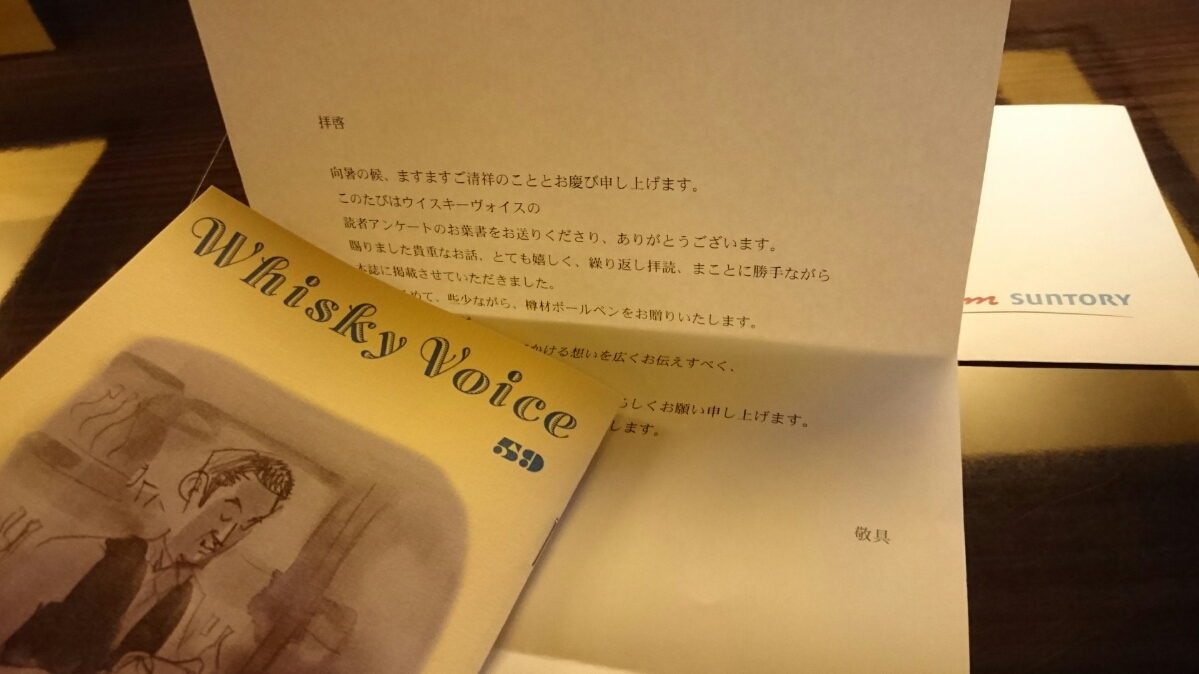 拝啓
向暑の候、ますますご清祥のこととお慶び申し上げます。
このたびはウイスキーヴォイスの
読者アンケートのお葉書をお送りくださり、ありがとうございます。
賜りました貴重なお話、とても嬉しく、繰り返し拝読、まことに勝手ながら
本誌に掲載させていただきました。
めて、些少ながら、樽材ボールペンをお贈りいたします。
かける想いを広くお伝えすべく、
しくお願い申し上げます。
します。
敬具
Whisky Voice
59
m SUNTORY